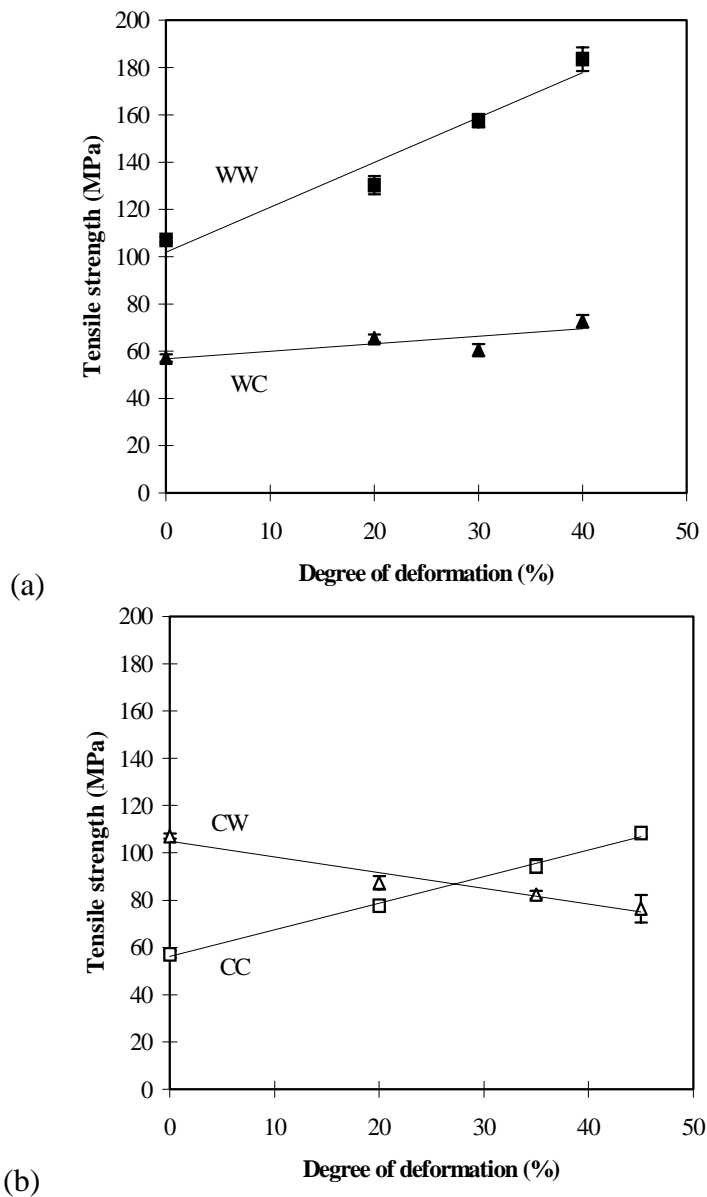 200
180
160
140
120
100
80
60
40
20
0
Tensile strength (MPa)
WW
WC
0 10 20 30 40 50
Degree of deformation (%)
(a)
200
180
160
140
120
100
80
60
40
20
0
Tensile strength (MPa)
CW
CC
0 10 20 30 40 50
Degree of deformation (%)
(b)